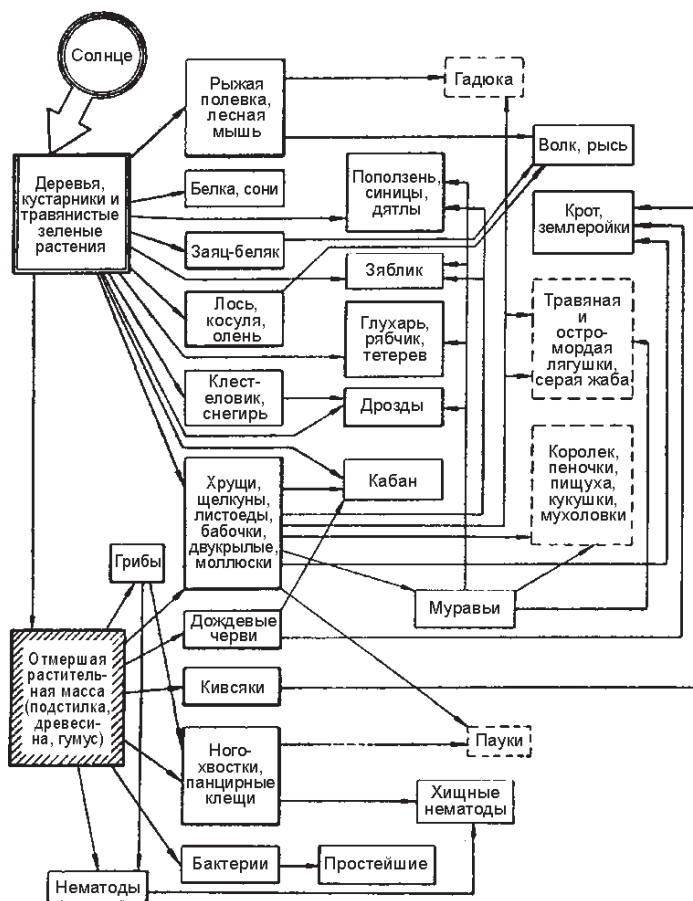 Солнце
Рыжая
полевка,
лесная
мышь
Гадюка
Волк, рысь
Деревья,
кустарники и
травянистые
зеленые
растения
Белка, сони
Поползень,
синицы,
дятлы
Крот,
землеройки
Заяц-беляк
Зяблик
Лось,
косуля,
олень
Глухарь,
рябчик,
тетерев
Травяная
и
остро-
мордая
лягушки,
серая жаба
Клест-
еловик,
снегирь
Дрозды
Хрущи,
щелкуны,
листоеды,
бабочки,
двукрылые,
моллюски
Кабан
Королек,
пеночки,
пищуха,
кукушки,
мухоловки
Грибы
Муравьи
Дождевые
черви
Отмершая
раститель-
ная масса
(подстилка,
древеси-
на, гумус)
Кивсяки
Ного-
хвостки,
панцирные
клещи
Пауки
Хищные
нематоды
Бактерии
Простейшие
Нематоды